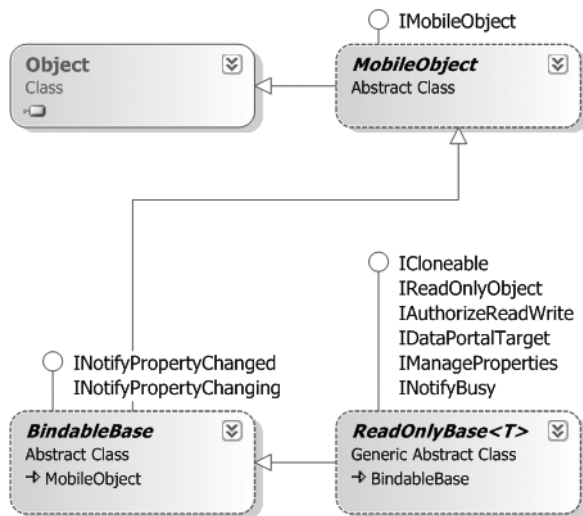 IMobileObject
Object
Class
MobileObject
Abstract Class
ICloneable
IReadOnlyObject
IAuthorizeReadWrite
IDataPortalTarget
IManageProperties
INotifyBusy
INotifyPropertyChanged
INotifyPropertyChanging
BindableBase
Abstract Class
MobileObject
ReadOnlyBase<T>
Generic Abstract Class
BindableBase